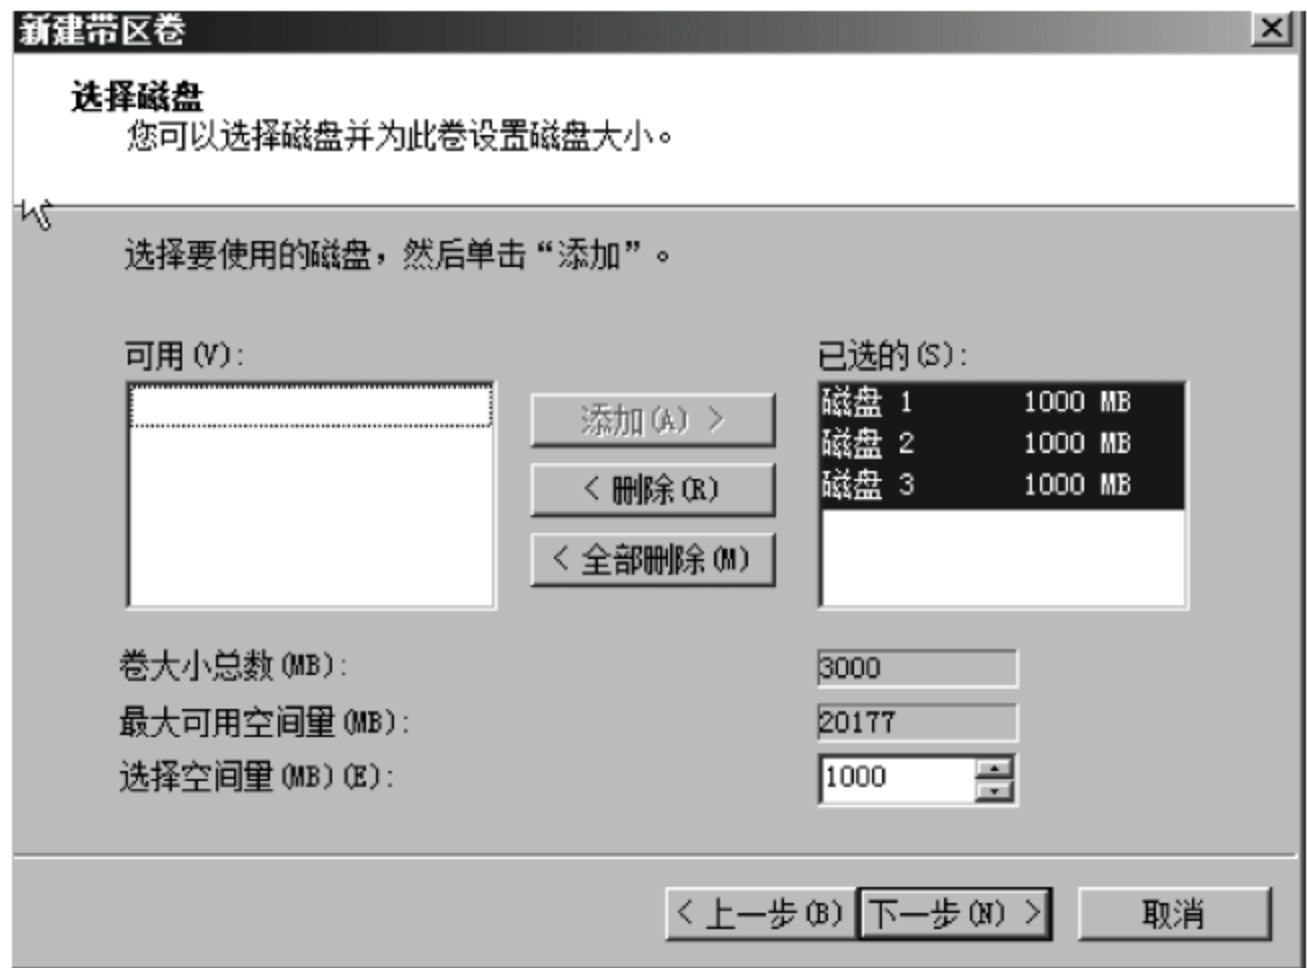 新建带区卷
选择磁盘
您可以选择磁盘并为此卷设置磁盘大小。
选择要使用的磁盘，然后单击“添加”。
可用(V):
已选的(S):
添加(A) >
< 删除(R)
< 全部删除(M)
磁盘 1 1000 MB
磁盘 2 1000 MB
磁盘 3 1000 MB
卷大小总数(MB): 3000
最大可用空间量(MB): 20177
选择空间量(MB)(E): 1000
< 上一步(B) 下一步(N) > 取消